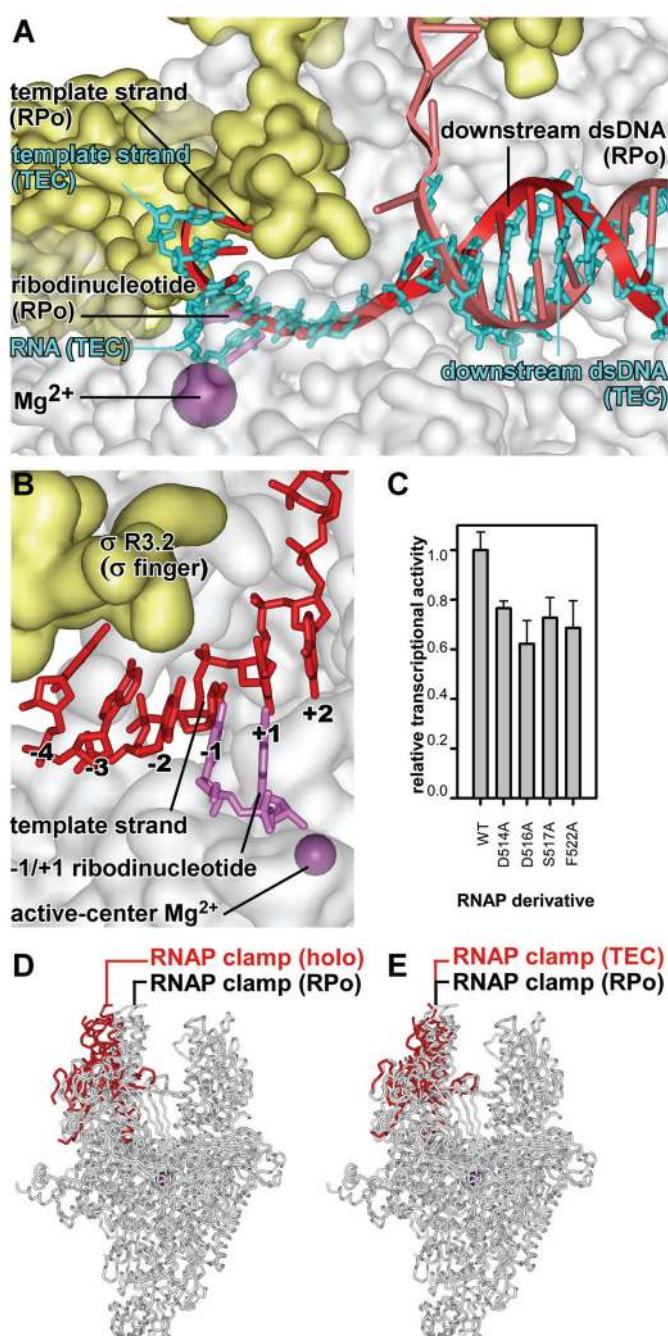 A
template strand
(RPo)
template strand
(TEC)
ribodinucleotide
(RPo)
RNA (TEC)
Mg2+
downstream dsDNA
(RPo)
downstream dsDNA
(TEC)
B
σ R3.2
(σ finger)
-4
-3
-2
-1
+1
+2
template strand
-1/+1 ribodinucleotide
active-center Mg2+
C
relative transcriptional activity
1.0
0.8
0.6
0.4
0.2
0.0
WT
D514A
D516A
S517A
F522A
RNAP derivative
D
RNAP clamp (holo)
RNAP clamp (RPo)
E
RNAP clamp (TEC)
RNAP clamp (RPo)